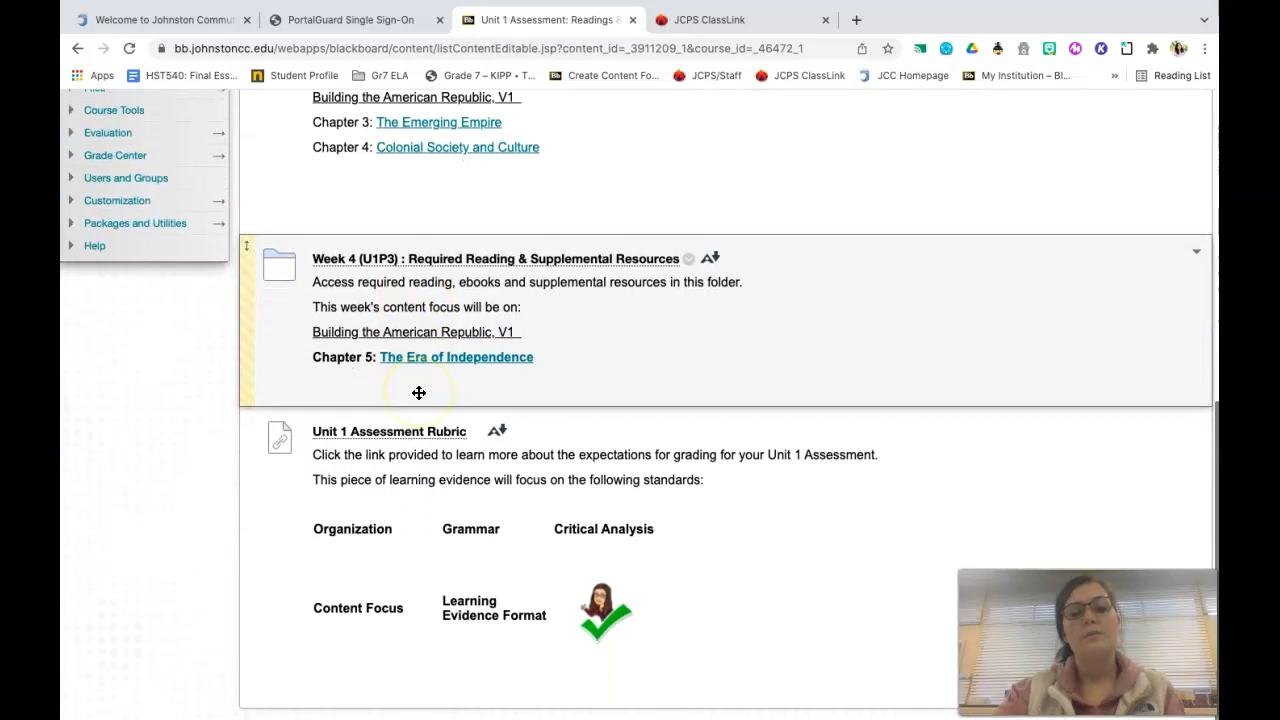 Welcome to Johnston Commu
PortalGuard Single Sign-On
Unit 1 Assessment: Readings &
JCPS ClassLink
bb.johnstoncc.edu/webapps/blackboard/content/listContentEditable.jsp?content_id=_3911209_1&course_id=_46472_1
Apps
HST540: Final Ess...
Student Profile
Gr7 ELA
Grade 7 – KIPP • T...
Create Content Fo...
JCPS/Staff
JCPS ClassLink
JCC Homepage
My Institution – Bl...
»
Reading List
Course Tools
Evaluation
Grade Center
Users and Groups
Customization
Packages and Utilities
Help
Building the American Republic, V1
Chapter 3: The Emerging Empire
Chapter 4: Colonial Society and Culture
Week 4 (U1P3) : Required Reading & Supplemental Resources
Access required reading, ebooks and supplemental resources in this folder.
This week's content focus will be on:
Building the American Republic, V1
Chapter 5: The Era of Independence
Unit 1 Assessment Rubric
Click the link provided to learn more about the expectations for grading for your Unit 1 Assessment.
This piece of learning evidence will focus on the following standards:
Organization Grammar Critical Analysis
Content Focus
Learning
Evidence Format